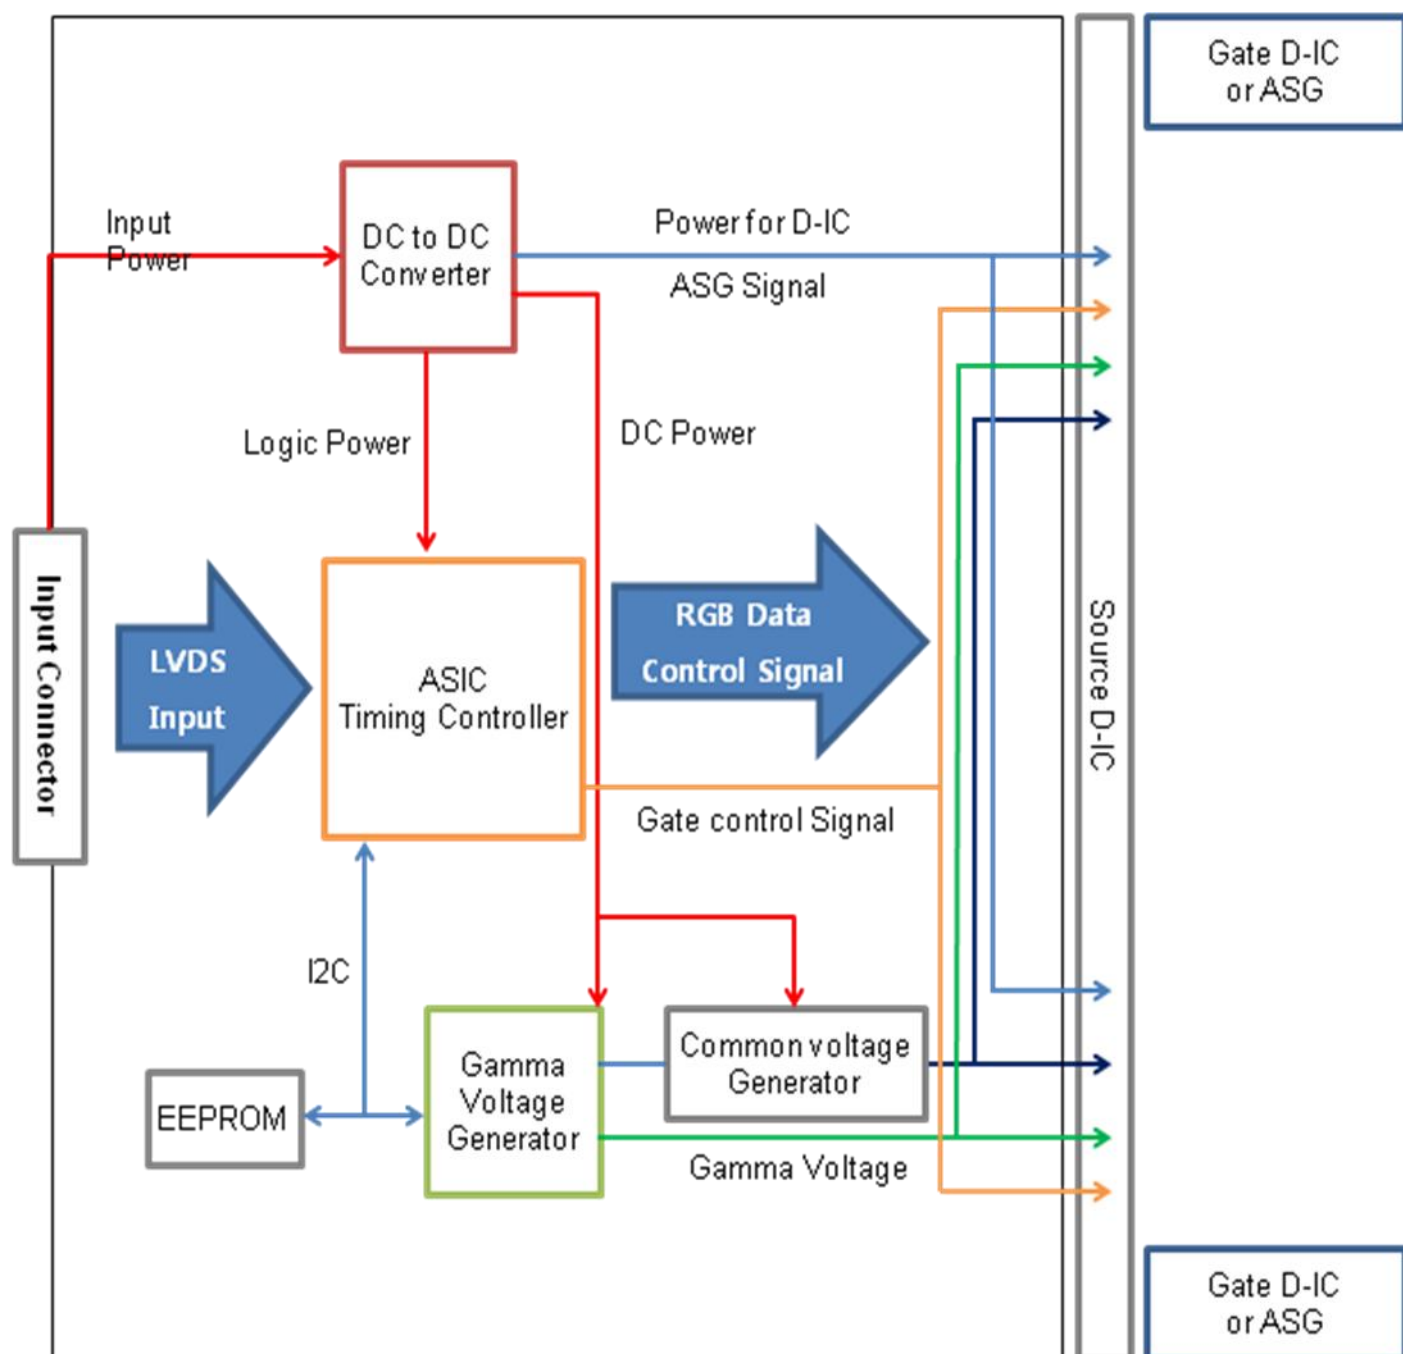 Gate D-IC
or ASG
Input
Power
DC to DC
Converter
Power for D-IC
ASG Signal
Logic Power
DC Power
Input Connector
LVDS
Input
ASIC
Timing Controller
RGB Data
Control Signal
Source D-IC
Gate control Signal
I2C
EEPROM
Gamma
Voltage
Generator
Common voltage
Generator
Gamma Voltage
Gate D-IC
or ASG